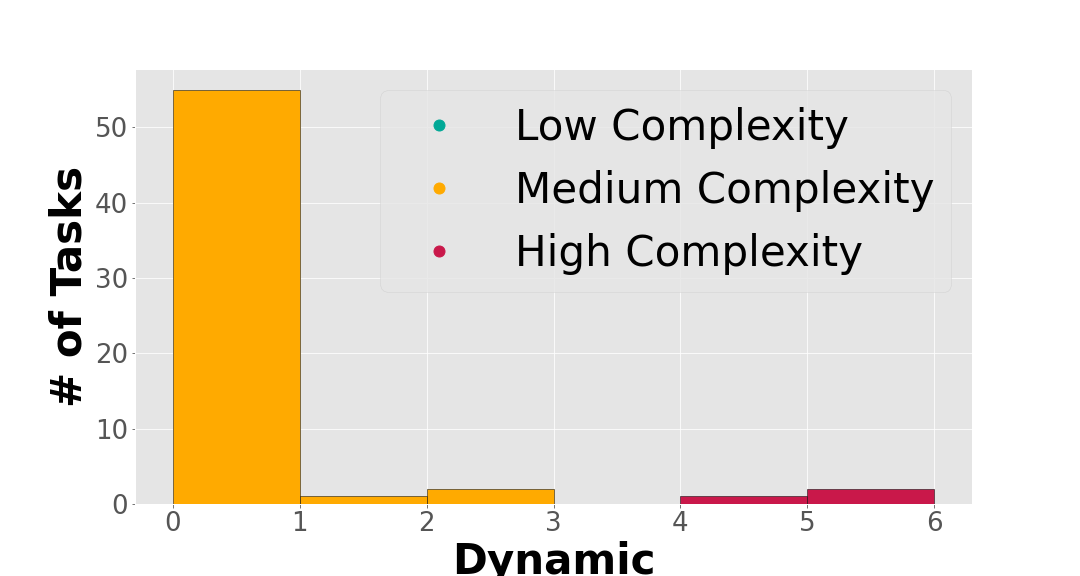 Low Complexity
Medium Complexity
High Complexity
# of Tasks
50
40
30
20
10
0
0 1 2 3 4 5 6
Dynamic